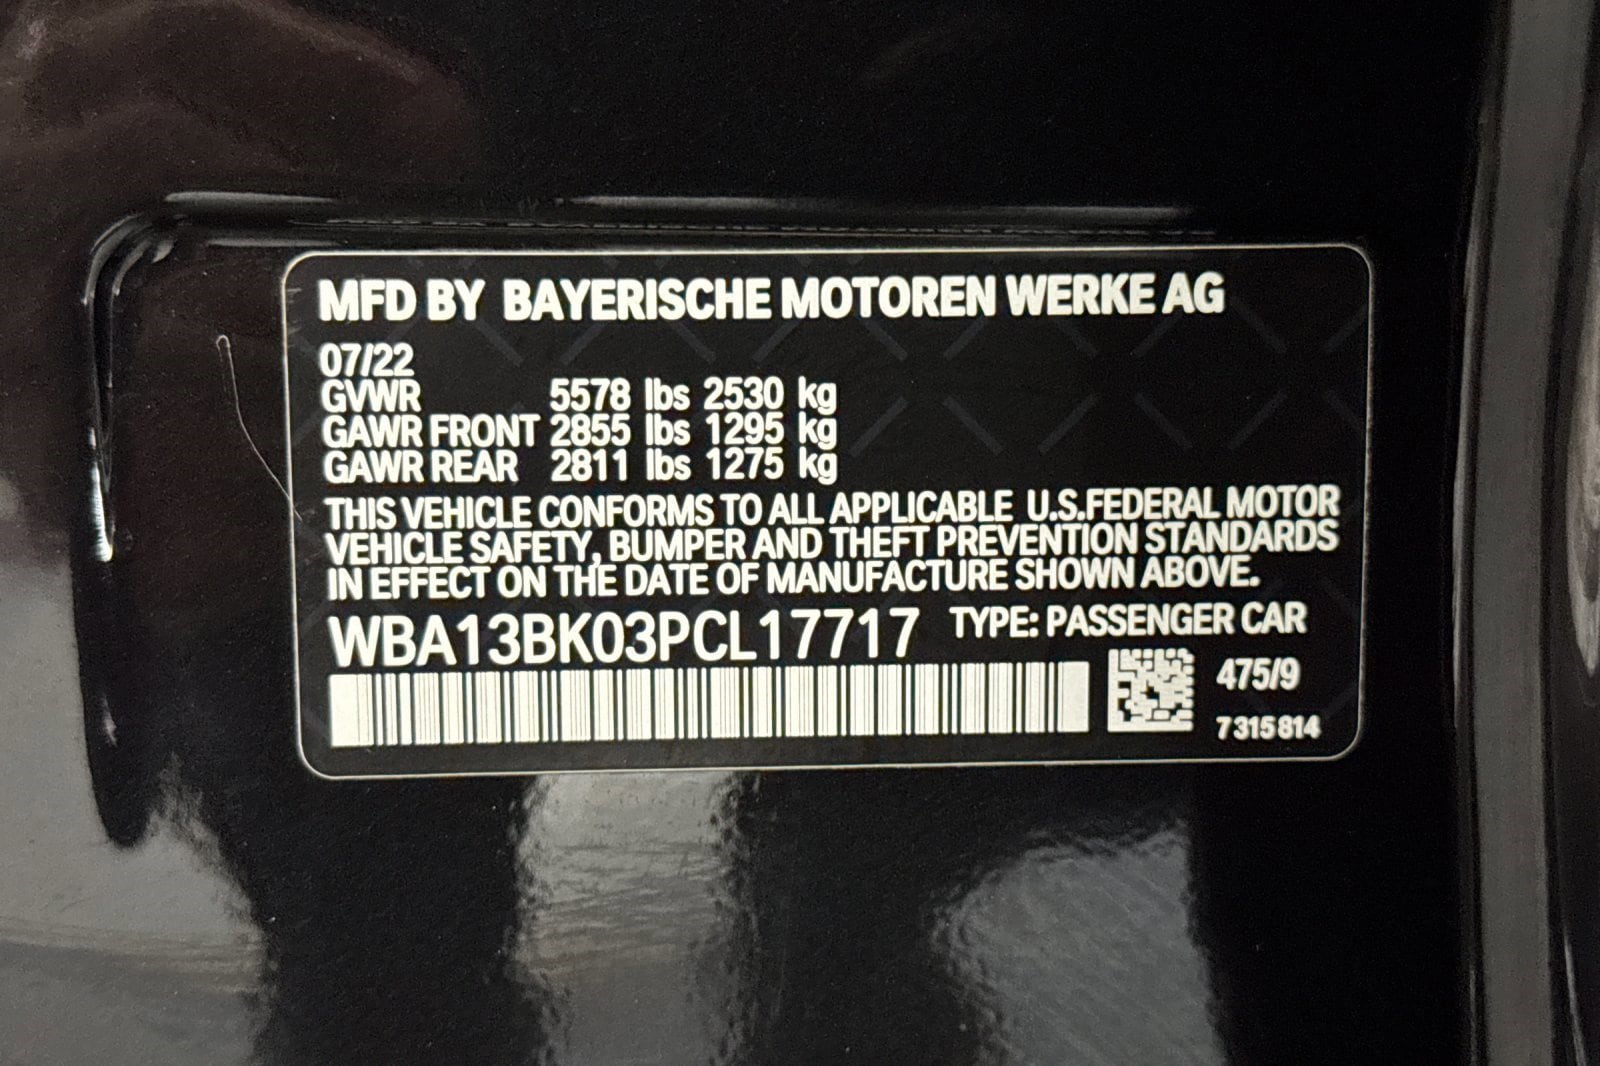 MFD BY BAYERISCHE MOTOREN WERKE AG
07/22
GVWR 5578 lbs 2530 kg
GAWR FRONT 2855 lbs 1295 kg
GAWR REAR 2811 lbs 1275 kg
THIS VEHICLE CONFORMS TO ALL APPLICABLE U.S.FEDERAL MOTOR
VEHICLE SAFETY, BUMPER AND THEFT PREVENTION STANDARDS
IN EFFECT ON THE DATE OF MANUFACTURE SHOWN ABOVE.
WBA13BK03PCL17717 TYPE: PASSENGER CAR
475/9
7 315 814